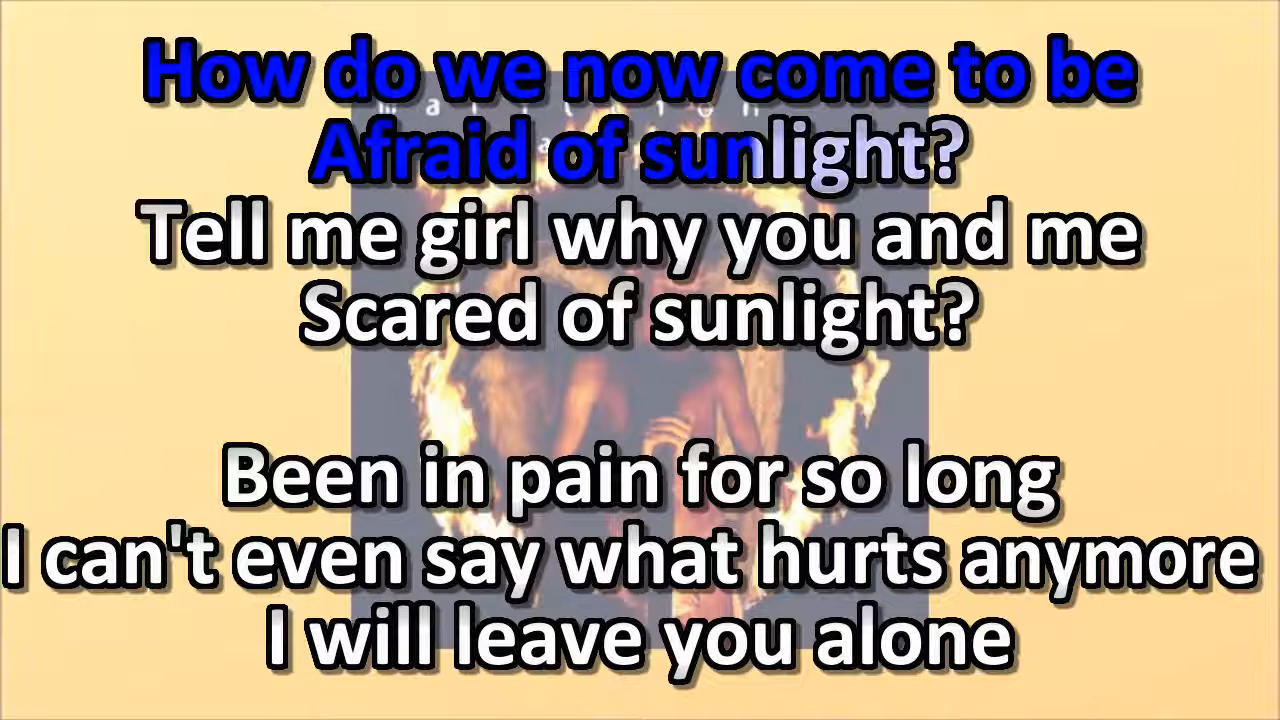 How do we now come to be
Afraid of sunlight?
Tell me girl why you and me
Scared of sunlight?
Been in pain for so long
I can't even say what hurts anymore
I will leave you alone